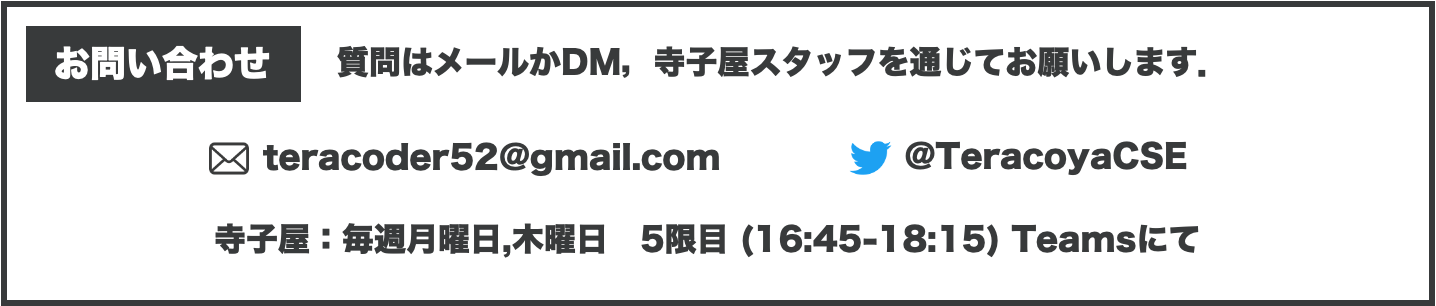 お問い合わせ
質問はメールかDM，寺子屋スタッフを通じてお願いします．
teracoder52@gmail.com
@TeracoyaCSE
寺子屋：毎週月曜日,木曜日　5限目 (16:45-18:15) Teamsにて